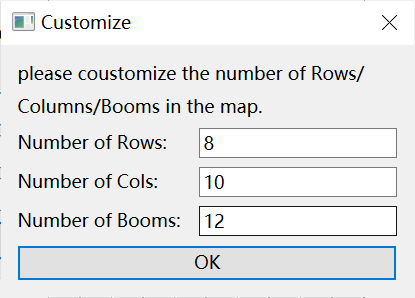 Customize
please coustomize the number of Rows/
Columns/Booms in the map.
Number of Rows: 8
Number of Cols: 10
Number of Booms: 12
OK